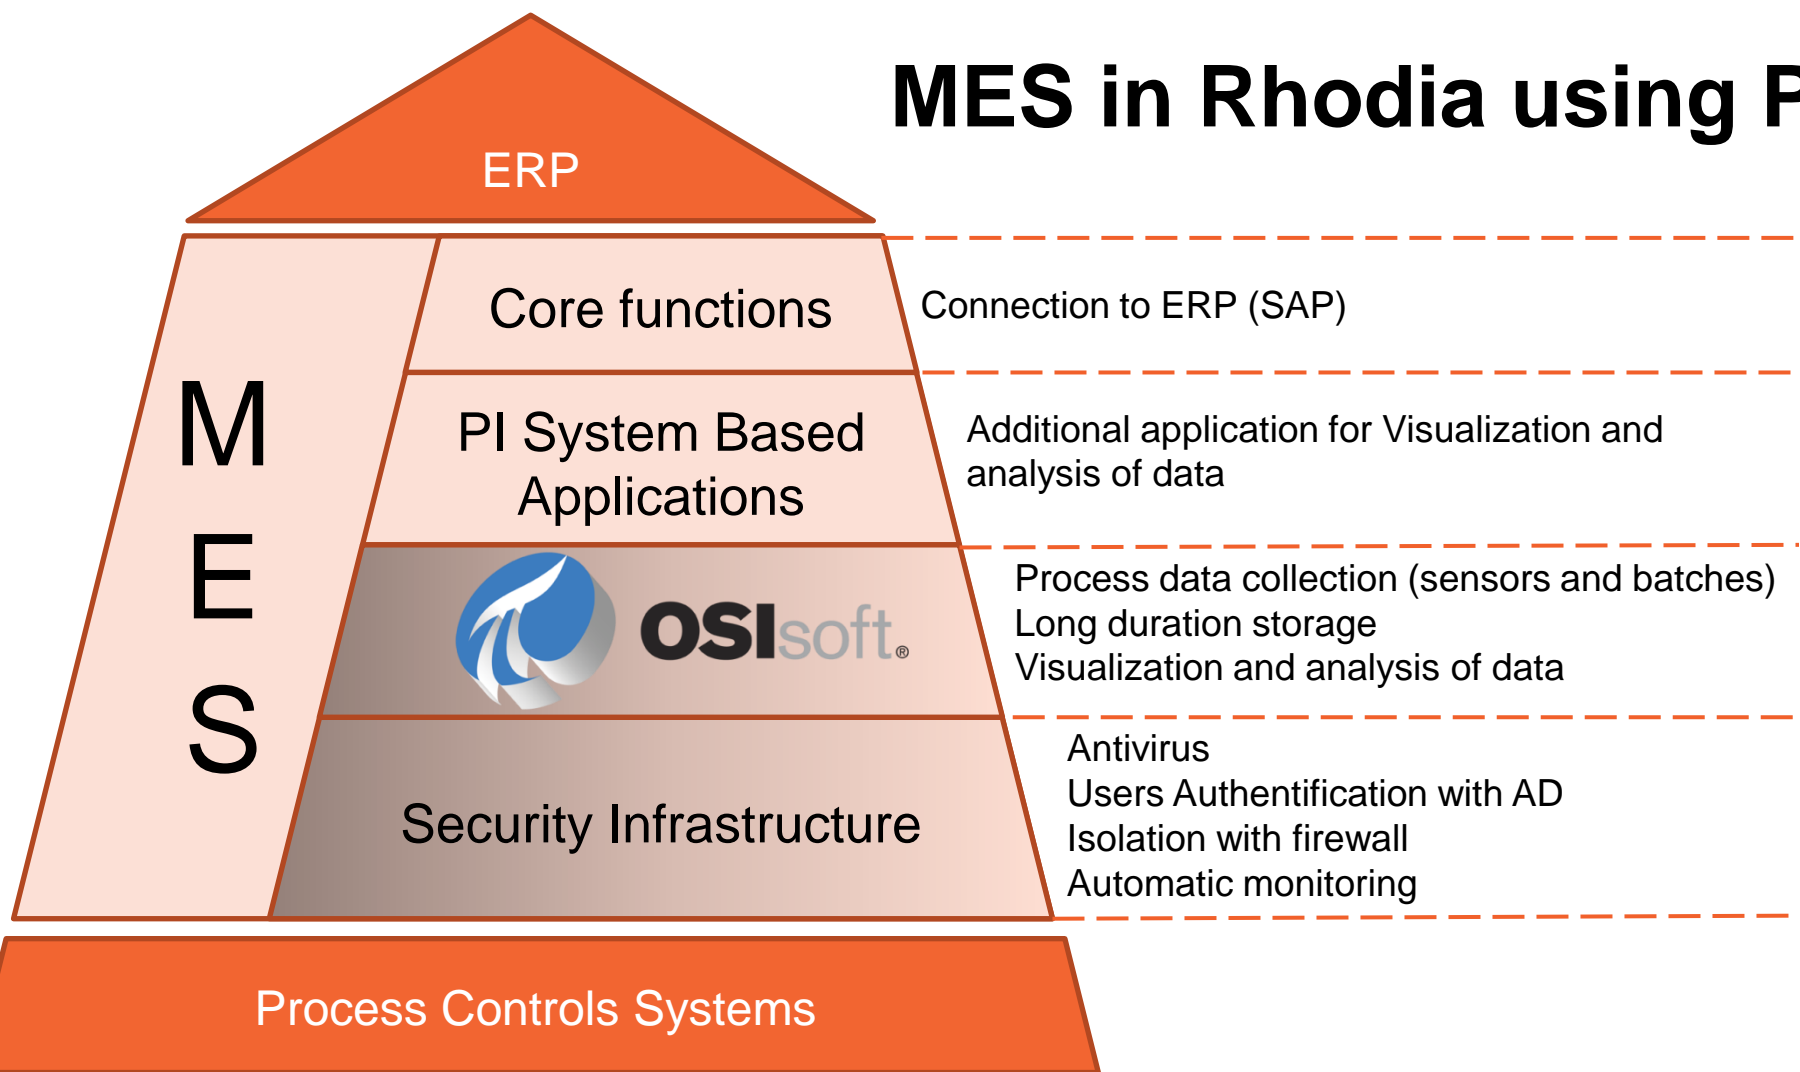 MES in Rhodia using P
ERP
M
E
S
Core functions
Connection to ERP (SAP)
PI System Based
Applications
Additional application for Visualization and
analysis of data
OSIsoft®
Process data collection (sensors and batches)
Long duration storage
Visualization and analysis of data
Security Infrastructure
Antivirus
Users Authentification with AD
Isolation with firewall
Automatic monitoring
Process Controls Systems